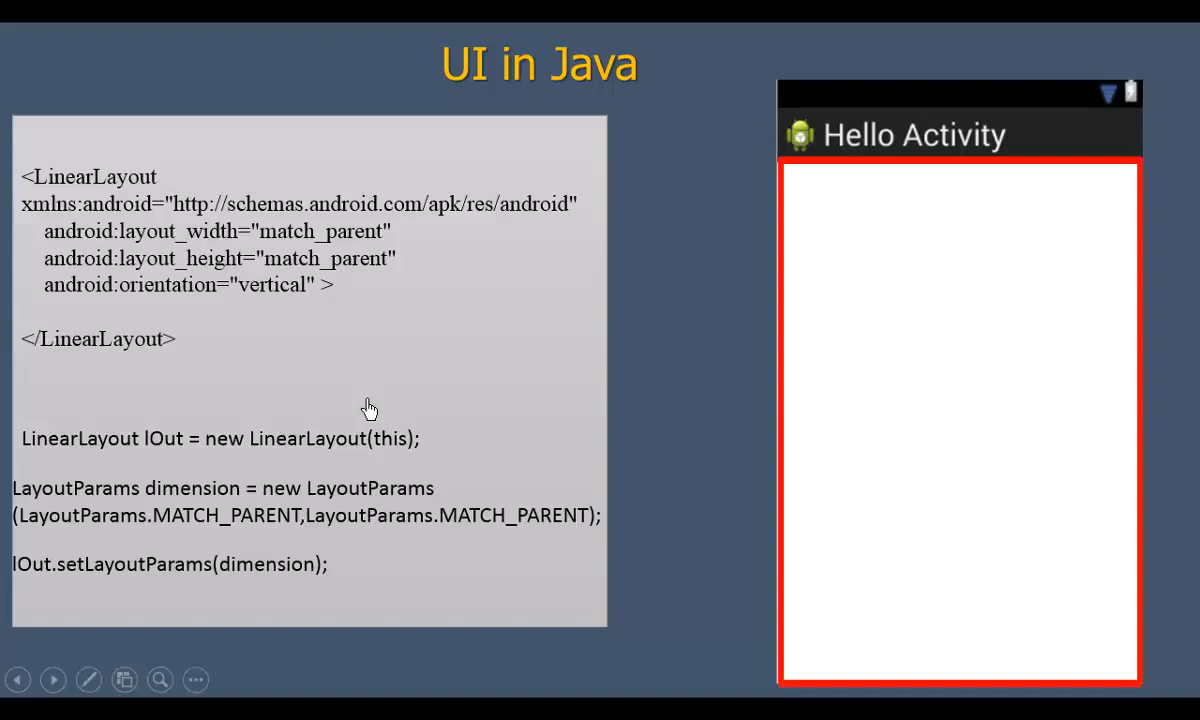 UI in Java
<LinearLayout
xmlns:android="http://schemas.android.com/apk/res/android"
android:layout_width="match_parent"
android:layout_height="match_parent"
android:orientation="vertical" >
</LinearLayout>
LinearLayout lOut = new LinearLayout(this);
LayoutParams dimension = new LayoutParams
(LayoutParams.MATCH_PARENT,LayoutParams.MATCH_PARENT);
lOut.setLayoutParams(dimension);
Hello Activity